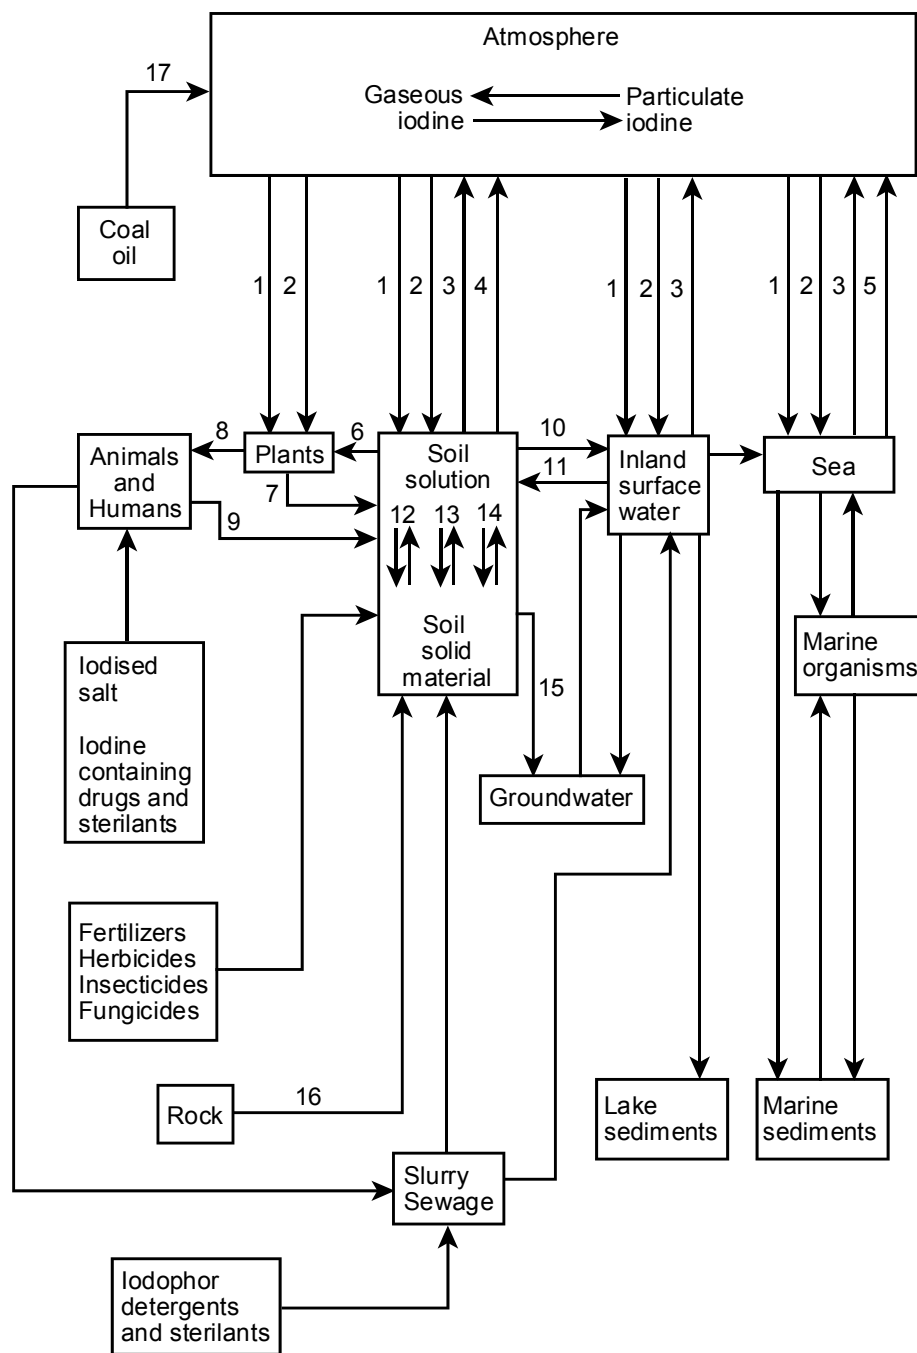 Atmosphere
17
Gaseous
iodine
Particulate
iodine
Coal
oil
1 2 1 2 3 4 1 2 3 1 2 3 5
8
6
10
11
7
9
Animals
and
Humans
Plants
Soil
solution
12 13 14
Soil
solid
material
Inland
surface
water
Sea
Iodised
salt
Iodine
containing
drugs and
sterilants
15
Marine
organisms
Groundwater
Fertilizers
Herbicides
Insecticides
Fungicides
Rock
16
Lake
sediments
Marine
sediments
Slurry
Sewage
Iodophor
detergents
and sterilants